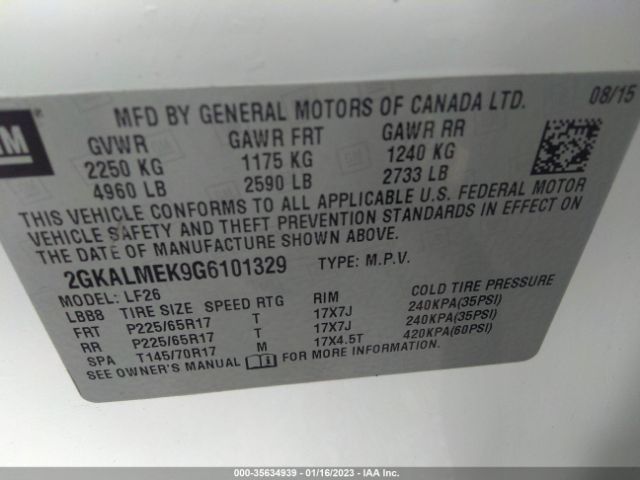 GM
08/15
MFD BY GENERAL MOTORS OF CANADA LTD.
GVWR GAWR FRT GAWR RR
2250 KG 1175 KG 1240 KG
4960 LB 2590 LB 2733 LB
THIS VEHICLE CONFORMS TO ALL APPLICABLE U.S. FEDERAL MOTOR
VEHICLE SAFETY AND THEFT PREVENTION STANDARDS IN EFFECT ON
THE DATE OF MANUFACTURE SHOWN ABOVE.
2GKALMEK9G6101329 TYPE: M.P.V.
MODEL: LF26
LBB8 TIRE SIZE SPEED RTG RIM COLD TIRE PRESSURE
FRT P225/65R17 T 17X7J 240KPA(35PSI)
RR P225/65R17 T 17X7J 240KPA(35PSI)
SPA T145/70R17 M 17X4.5T 420KPA(60PSI)
SEE OWNER'S MANUAL FOR MORE INFORMATION.
Copart - 35634939 - 01/16/2023 - IAA Inc.